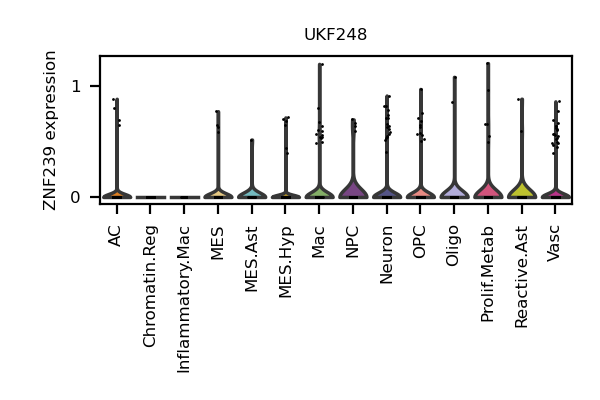 UKF248
ZNF239 expression
1
0
AC
Chromatin.Reg
Inflammatory.Mac
MES
MES.Ast
MES.Hyp
Mac
NPC
Neuron
OPC
Oligo
Prolif.Metab
Reactive.Ast
Vasc